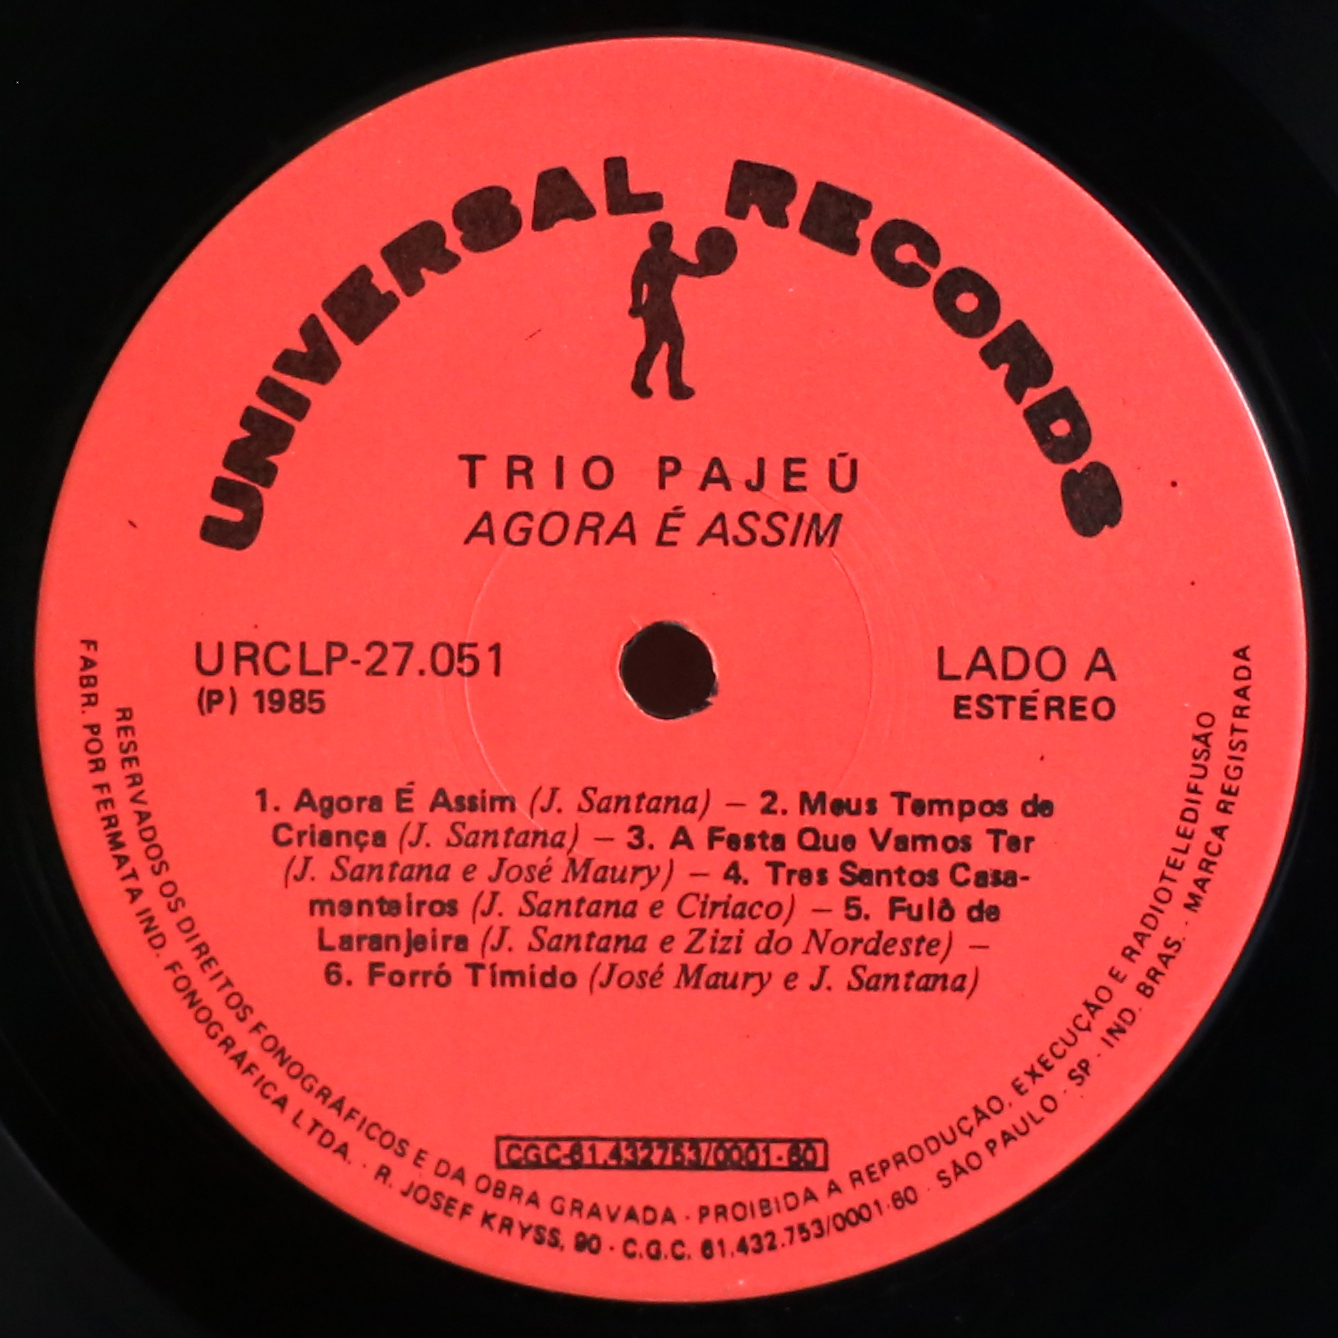 UNIVERSAL RECORDS
TRIO PAJEÚ
AGORA É ASSIM
URCLP-27.051
(P) 1985
LADO A
ESTÉREO
1. Agora É Assim (J. Santana) – 2. Meus Tempos de
Criança (J. Santana) – 3. A Festa Que Vamos Ter
(J. Santana e José Maury) – 4. Tres Santos Casa-
menteiros (J. Santana e Ciriaco) – 5. Fulô de
Laranjeira (J. Santana e Zizi do Nordeste) –
6. Forró Tímido (José Maury e J. Santana)
CGC-61.432753/0001-60
RESERVADOS OS DIREITOS FONOGRÁFICOS E DA OBRA GRAVADA · PROIBIDA A REPRODUÇÃO, EXECUÇÃO E RADIOTELEDIFUSÃO
FABR. POR FERMATA IND. FONOGRÁFICA LTDA. · R. JOSEF KRYSS, 90 · C.G.C. 61.432.753/0001-60 · SÃO PAULO · SP · IND. BRAS. · MARCA REGISTRADA